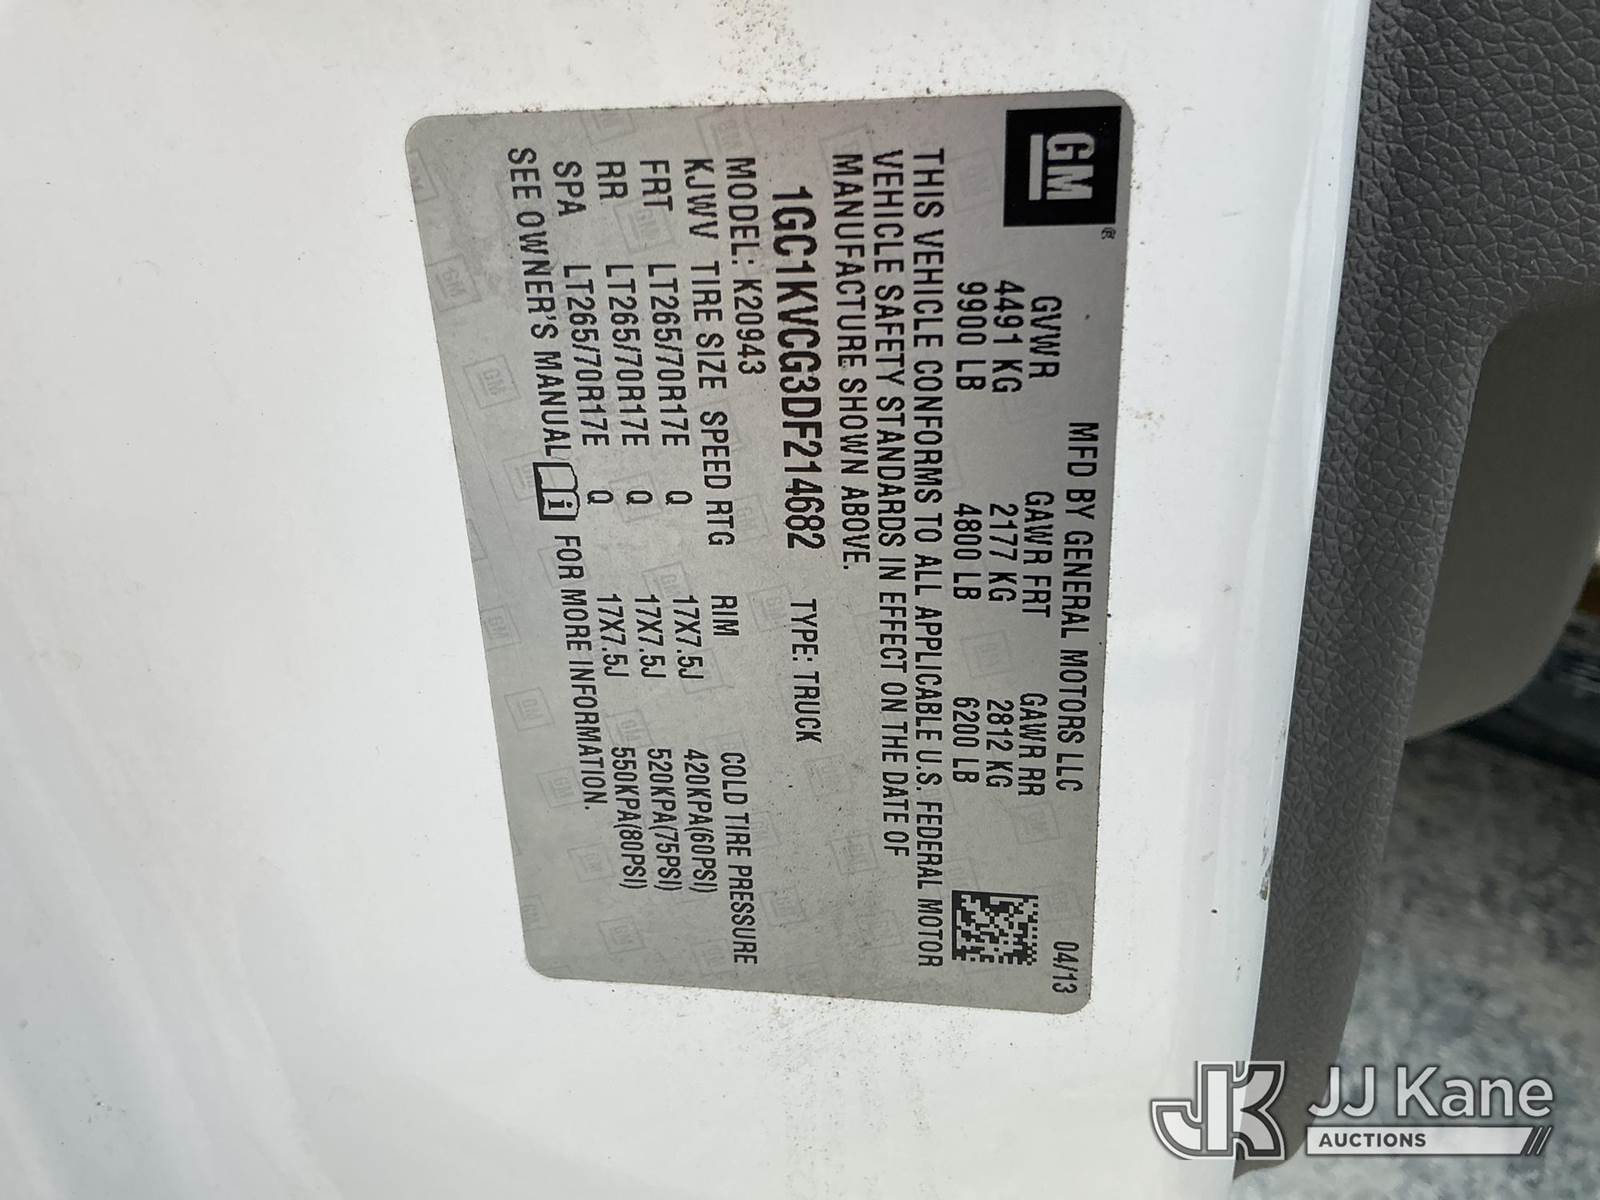 GM®
MFD BY GENERAL MOTORS LLC 04/13
GVWR GAWR FRT GAWR RR
4491 KG 2177 KG 2812 KG
9900 LB 4800 LB 6200 LB
THIS VEHICLE CONFORMS TO ALL APPLICABLE U.S. FEDERAL MOTOR
VEHICLE SAFETY STANDARDS IN EFFECT ON THE DATE OF
MANUFACTURE SHOWN ABOVE.
1GC1KVCG3DF214682 TYPE: TRUCK
MODEL: K20943
KJWV TIRE SIZE SPEED RTG RIM COLD TIRE PRESSURE
FRT LT265/70R17E Q 17X7.5J 420KPA(60PSI)
RR LT265/70R17E Q 17X7.5J 520KPA(75PSI)
SPA LT265/70R17E Q 17X7.5J 550KPA(80PSI)
SEE OWNER'S MANUAL i FOR MORE INFORMATION.
JK JJ Kane
AUCTIONS